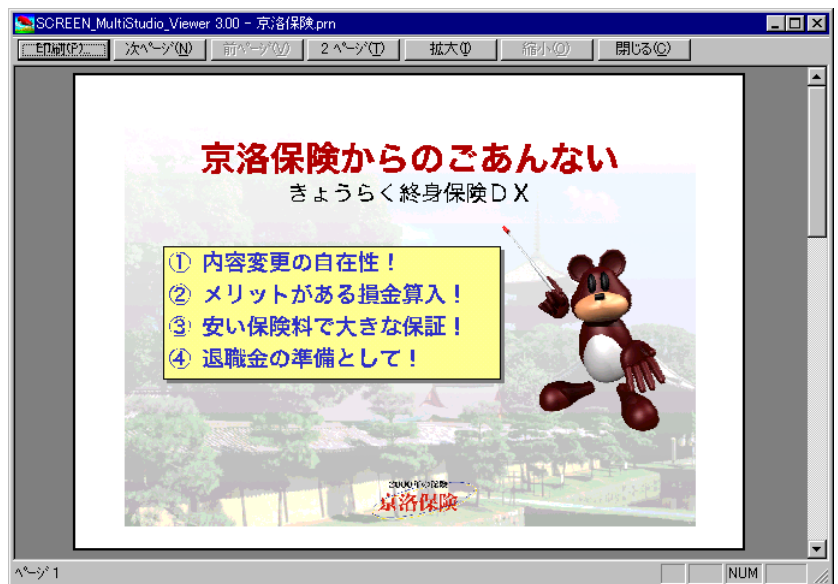 SCREEN_MultiStudio_Viewer 3.00 - 京洛保険.prn
印刷(P)... 次ページ(N) 前ページ(V) 2 ページ(T) 拡大(I) 縮小(O) 閉じる(C)
京洛保険からのごあんない
きょうらく終身保険DX
① 内容変更の自在性！
② メリットがある損金算入！
③ 安い保険料で大きな保証！
④ 退職金の準備として！
京洛保険
ページ 1
NUM